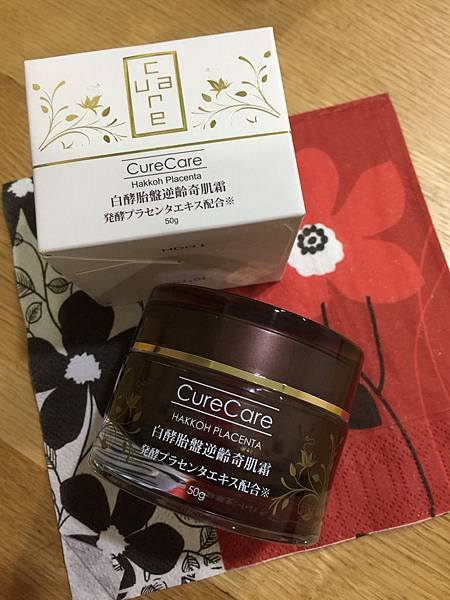 cu
are
CureCare
Hakkoh Placenta
白酵胎盤逆齡奇肌霜
発酵プラセンタエキス配合※
50g
CureCare
HAKKOH PLACENTA
白酵胎盤逆齡奇肌霜
発酵プラセンタエキス配合※
50g